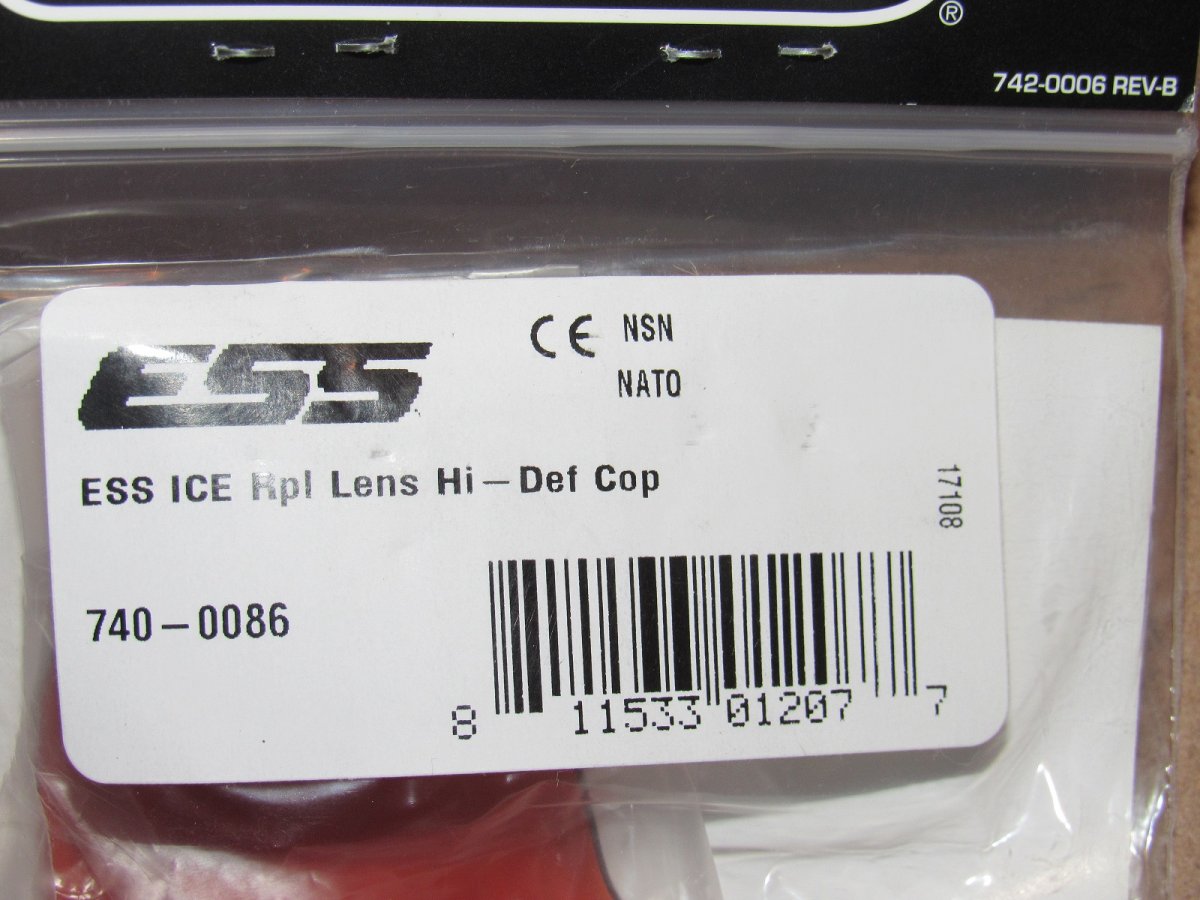 ®
742-0006 REV-B
ESS
CE NSN
NATO
ESS ICE Rpl Lens Hi-Def Cop
17108
740-0086
8 11533 01207 7